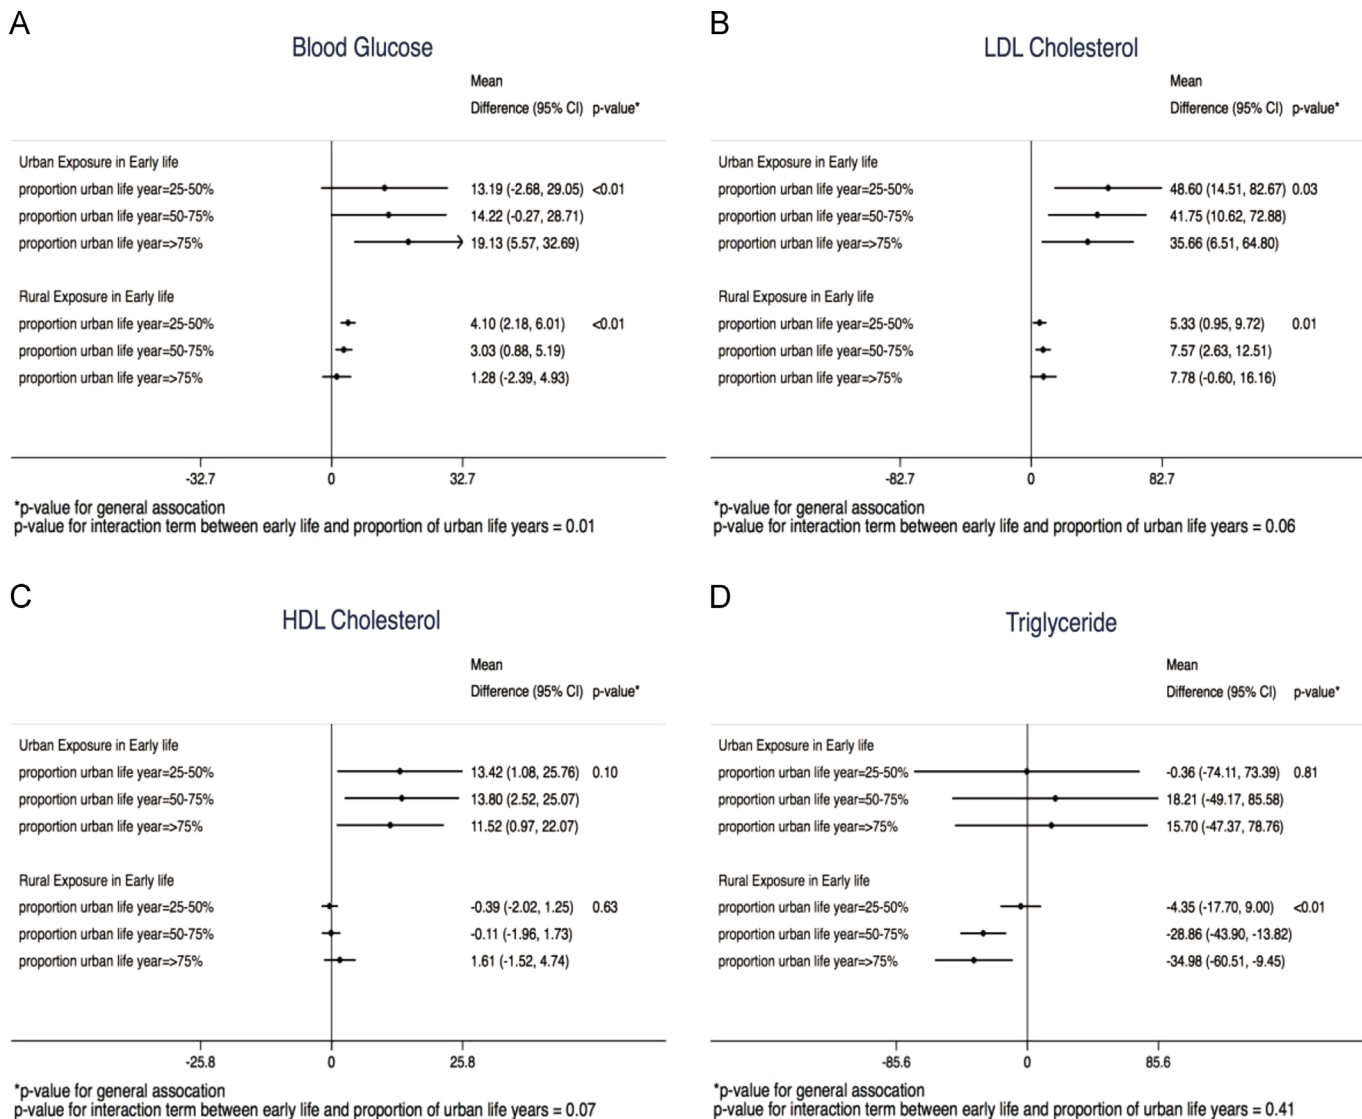 A
Blood Glucose
Mean
Difference (95% CI) p-value*
Urban Exposure in Early life
proportion urban life year=25-50% 13.19 (-2.68, 29.05) <0.01
proportion urban life year=50-75% 14.22 (-0.27, 28.71)
proportion urban life year=>75% 19.13 (5.57, 32.69)
Rural Exposure in Early life
proportion urban life year=25-50% 4.10 (2.18, 6.01) <0.01
proportion urban life year=50-75% 3.03 (0.88, 5.19)
proportion urban life year=>75% 1.28 (-2.39, 4.93)
-32.7 0 32.7
*p-value for general assocation
p-value for interaction term between early life and proportion of urban life years = 0.01
B
LDL Cholesterol
Mean
Difference (95% CI) p-value*
Urban Exposure in Early life
proportion urban life year=25-50% 48.60 (14.51, 82.67) 0.03
proportion urban life year=50-75% 41.75 (10.62, 72.88)
proportion urban life year=>75% 35.66 (6.51, 64.80)
Rural Exposure in Early life
proportion urban life year=25-50% 5.33 (0.95, 9.72) 0.01
proportion urban life year=50-75% 7.57 (2.63, 12.51)
proportion urban life year=>75% 7.78 (-0.60, 16.16)
-82.7 0 82.7
*p-value for general assocation
p-value for interaction term between early life and proportion of urban life years = 0.06
C
HDL Cholesterol
Mean
Difference (95% CI) p-value*
Urban Exposure in Early life
proportion urban life year=25-50% 13.42 (1.08, 25.76) 0.10
proportion urban life year=50-75% 13.80 (2.52, 25.07)
proportion urban life year=>75% 11.52 (0.97, 22.07)
Rural Exposure in Early life
proportion urban life year=25-50% -0.39 (-2.02, 1.25) 0.63
proportion urban life year=50-75% -0.11 (-1.96, 1.73)
proportion urban life year=>75% 1.61 (-1.52, 4.74)
-25.8 0 25.8
*p-value for general assocation
p-value for interaction term between early life and proportion of urban life years = 0.07
D
Triglyceride
Mean
Difference (95% CI) p-value*
Urban Exposure in Early life
proportion urban life year=25-50% -0.36 (-74.11, 73.39) 0.81
proportion urban life year=50-75% 18.21 (-49.17, 85.58)
proportion urban life year=>75% 15.70 (-47.37, 78.76)
Rural Exposure in Early life
proportion urban life year=25-50% -4.35 (-17.70, 9.00) <0.01
proportion urban life year=50-75% -28.86 (-43.90, -13.82)
proportion urban life year=>75% -34.98 (-60.51, -9.45)
-85.6 0 85.6
*p-value for general assocation
p-value for interaction term between early life and proportion of urban life years = 0.41